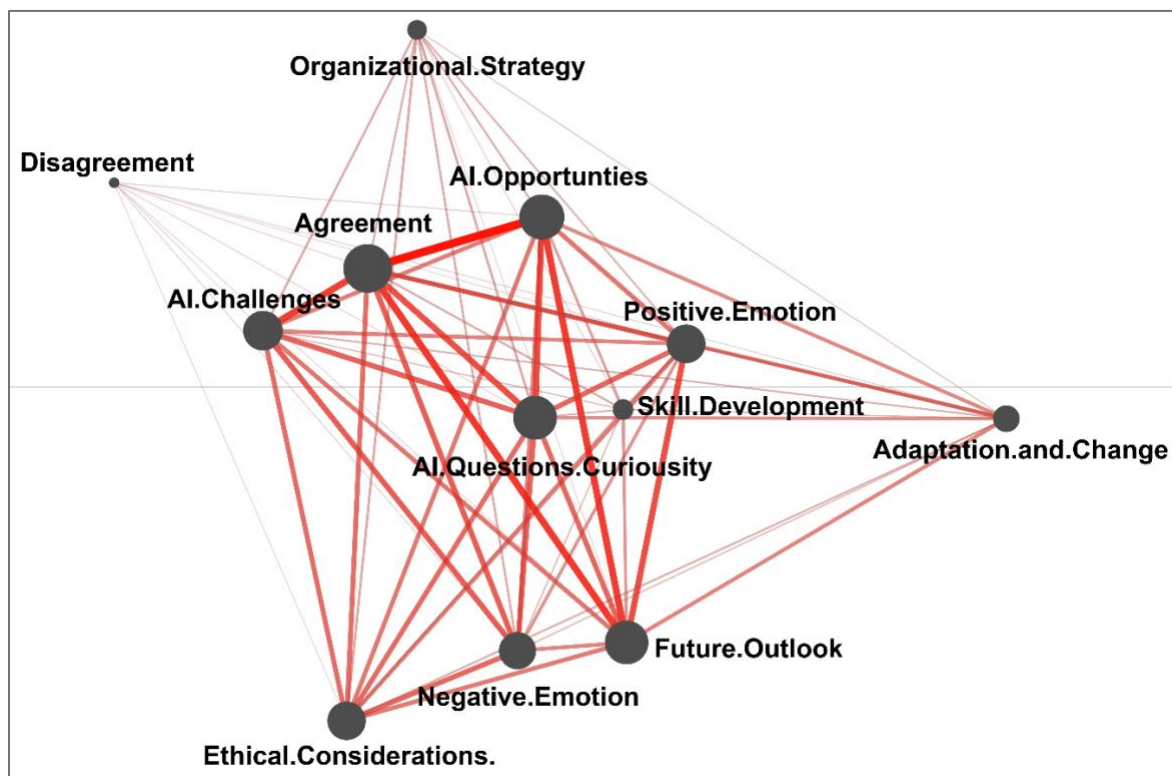 Organizational.Strategy
Disagreement
AI.Opportunties
Agreement
AI.Challenges
Positive.Emotion
Skill.Development
Adaptation.and.Change
AI.Questions.Curiousity
Future.Outlook
Negative.Emotion
Ethical.Considerations.